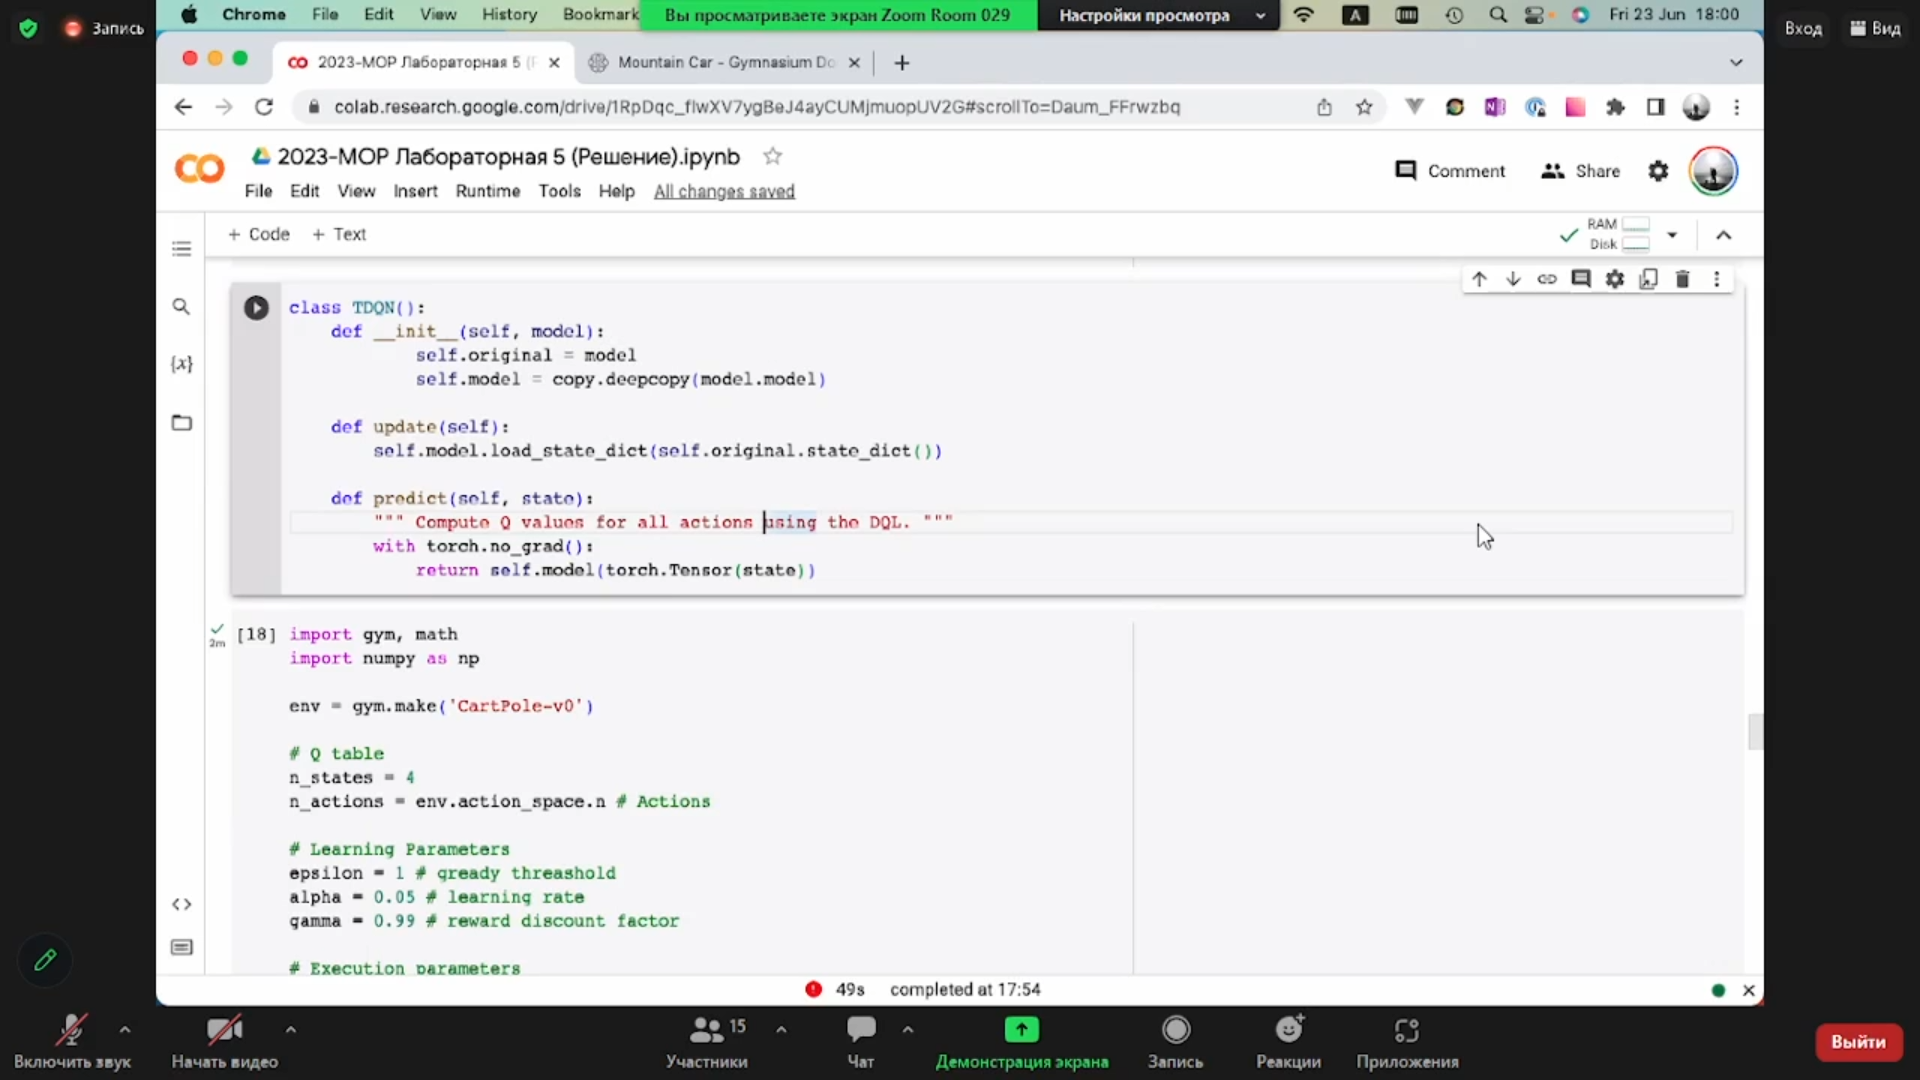 Запись
Chrome File Edit View History Bookmark
Вы просматриваете экран Zoom Room 029
Настройки просмотра
A
Fri 23 Jun 18:00
Вход
Вид
2023-МОР Лабораторная 5 (
Mountain Car - Gymnasium Do
colab.research.google.com/drive/1RpDqc_flwXV7ygBeJ4ayCUMjmuopUV2G#scrollTo=Daum_FFrwzbq
2023-МОР Лабораторная 5 (Решение).ipynb
Comment
Share
File Edit View Insert Runtime Tools Help All changes saved
+ Code + Text
RAM
Disk
class TDQN():
def __init__(self, model):
self.original = model
self.model = copy.deepcopy(model.model)
def update(self):
self.model.load_state_dict(self.original.state_dict())
def predict(self, state):
""" Compute Q values for all actions using the DQL. """
with torch.no_grad():
return self.model(torch.Tensor(state))
2m
[18] import gym, math
import numpy as np
env = gym.make('CartPole-v0')
# Q table
n_states = 4
n_actions = env.action_space.n # Actions
# Learning Parameters
epsilon = 1 # gready threashold
alpha = 0.05 # learning rate
gamma = 0.99 # reward discount factor
# Execution parameters
49s completed at 17:54
15
Включить звук
Начать видео
Участники
Чат
Демонстрация экрана
Запись
Реакции
Приложения
Выйти